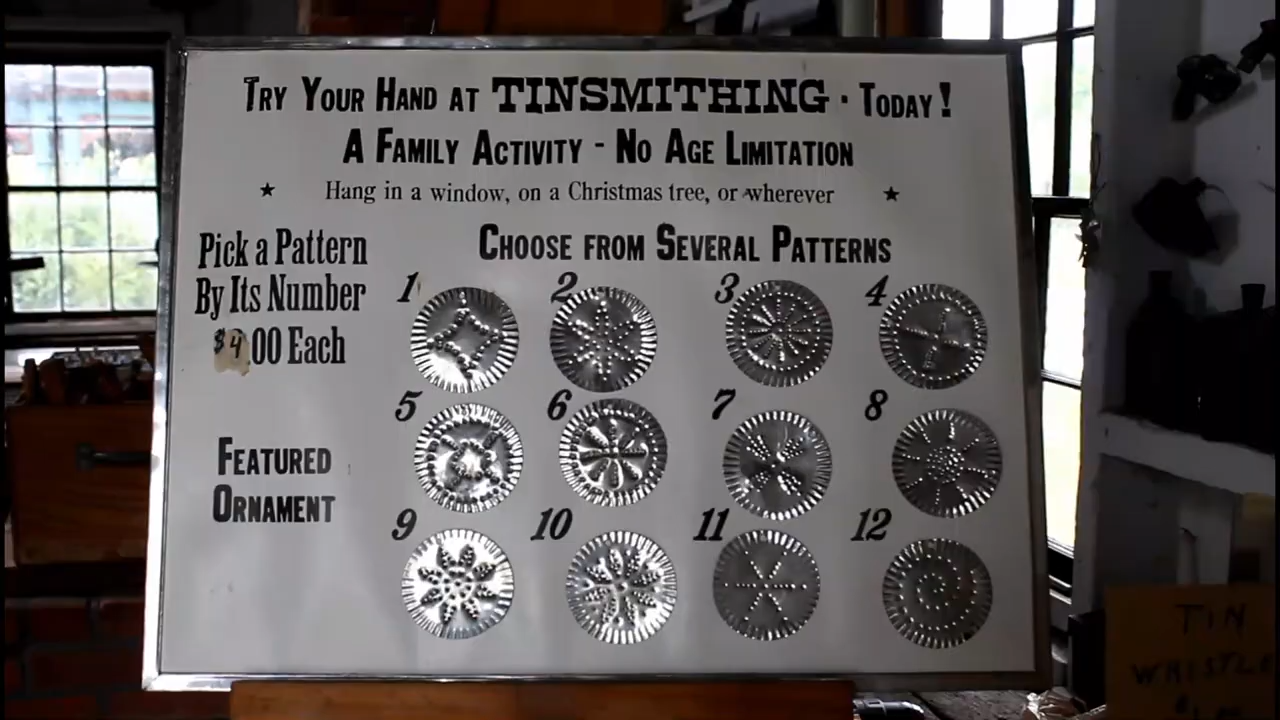 TRY YOUR HAND AT TINSMITHING · TODAY!
A FAMILY ACTIVITY - NO AGE LIMITATION
★ Hang in a window, on a Christmas tree, or wherever ★
Pick a Pattern
By Its Number
$4.00 Each
CHOOSE FROM SEVERAL PATTERNS
1 2 3 4
5 6 7 8
FEATURED
ORNAMENT
9 10 11 12
TIN
WHISTLE